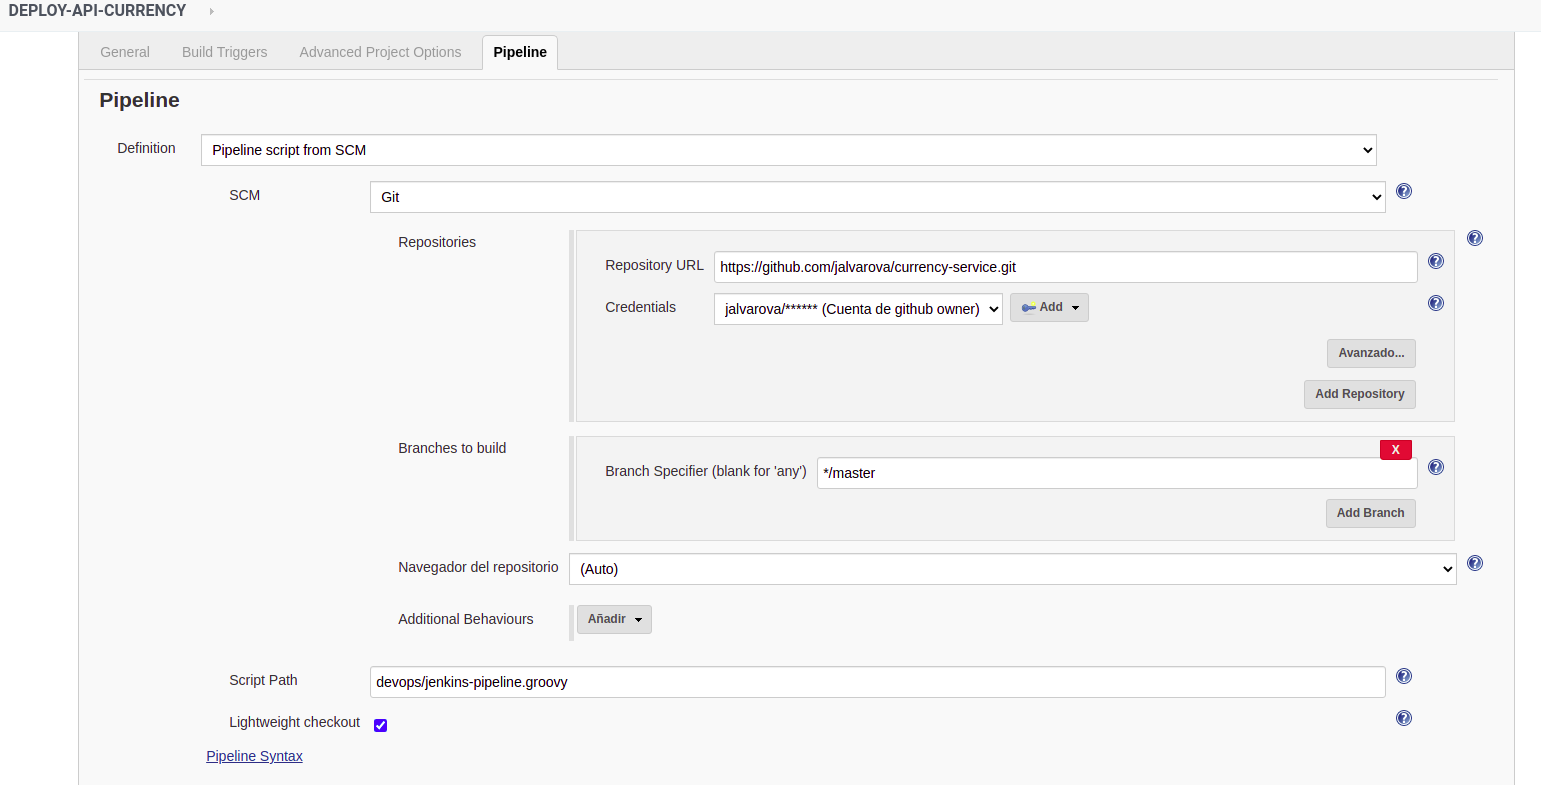 DEPLOY-API-CURRENCY
General Build Triggers Advanced Project Options Pipeline
Pipeline
Definition Pipeline script from SCM
SCM Git
Repositories
Repository URL https://github.com/jalvarova/currency-service.git
Credentials jalvarova/****** (Cuenta de github owner) Add
Avanzado...
Add Repository
Branches to build
X
Branch Specifier (blank for 'any') */master
Add Branch
Navegador del repositorio (Auto)
Additional Behaviours Añadir
Script Path devops/jenkins-pipeline.groovy
Lightweight checkout
Pipeline Syntax